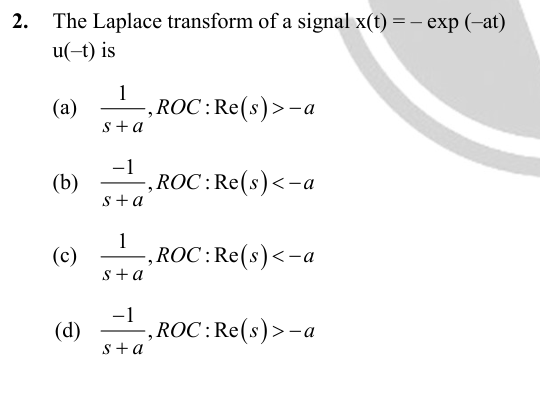 2. The Laplace transform of a signal x(t) = – exp (–at)
u(–t) is
(a) 1/(s + a), ROC : Re(s) > –a
(b) –1/(s + a), ROC : Re(s) < –a
(c) 1/(s + a), ROC : Re(s) < –a
(d) –1/(s + a), ROC : Re(s) > –a